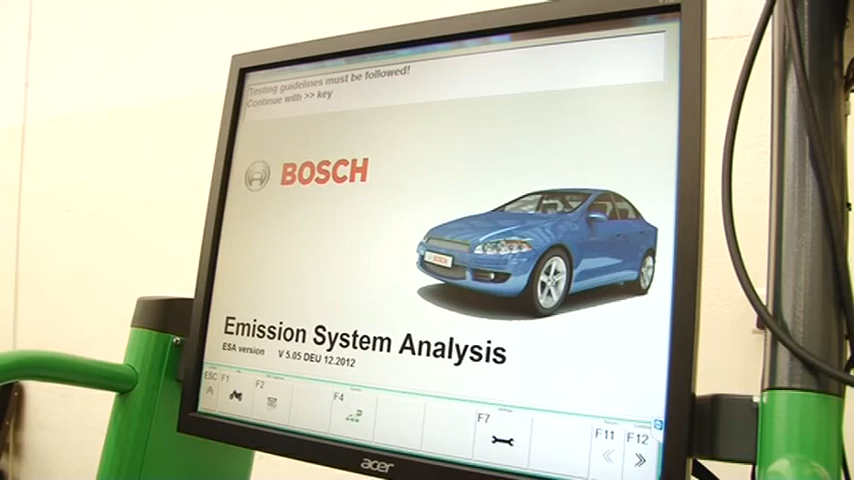 Testing guidelines must be followed!
Continue with >> key
BOSCH
BOSCH
Emission System Analysis
ESA version V 5.05 DEU 12.2012
ESC F1 F2 F4 F7 F11 F12
acer